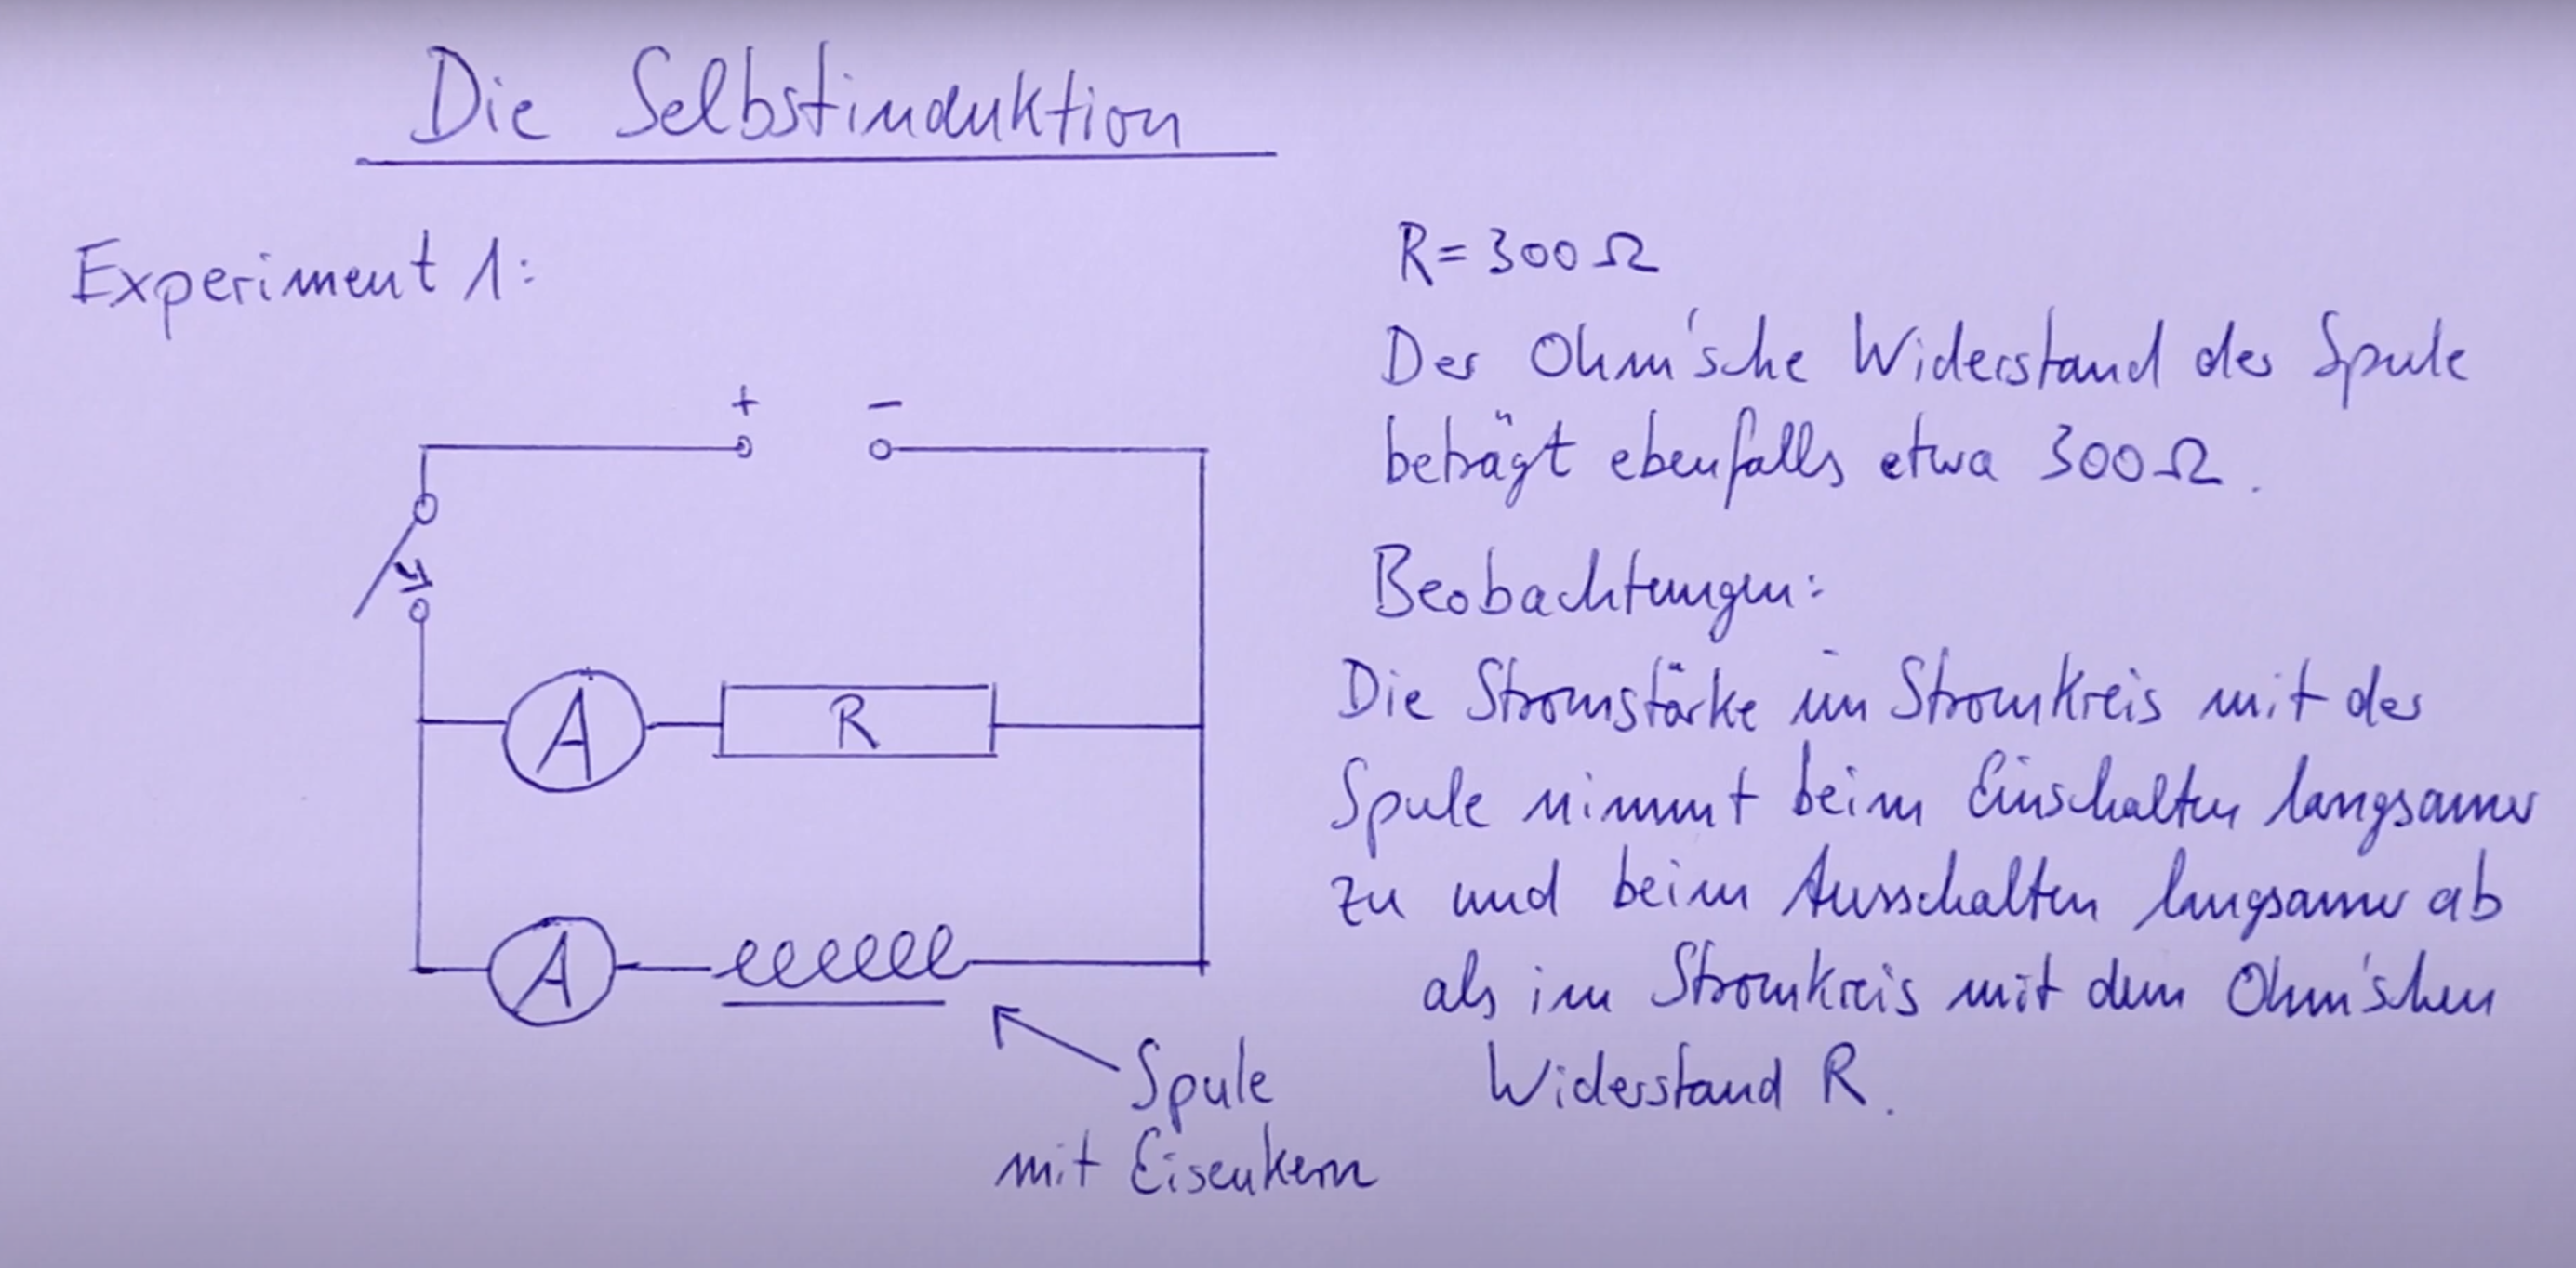 Die Selbstinduktion
Experiment 1:
+ -
A R
A
Spule
mit Eisenkern
R = 300 Ω
Der Ohm'sche Widerstand der Spule
beträgt ebenfalls etwa 300 Ω.
Beobachtungen:
Die Stromstärke im Stromkreis mit der
Spule nimmt beim Einschalten langsamer
zu und beim Ausschalten langsamer ab
als im Stromkreis mit dem Ohm'schen
Widerstand R.